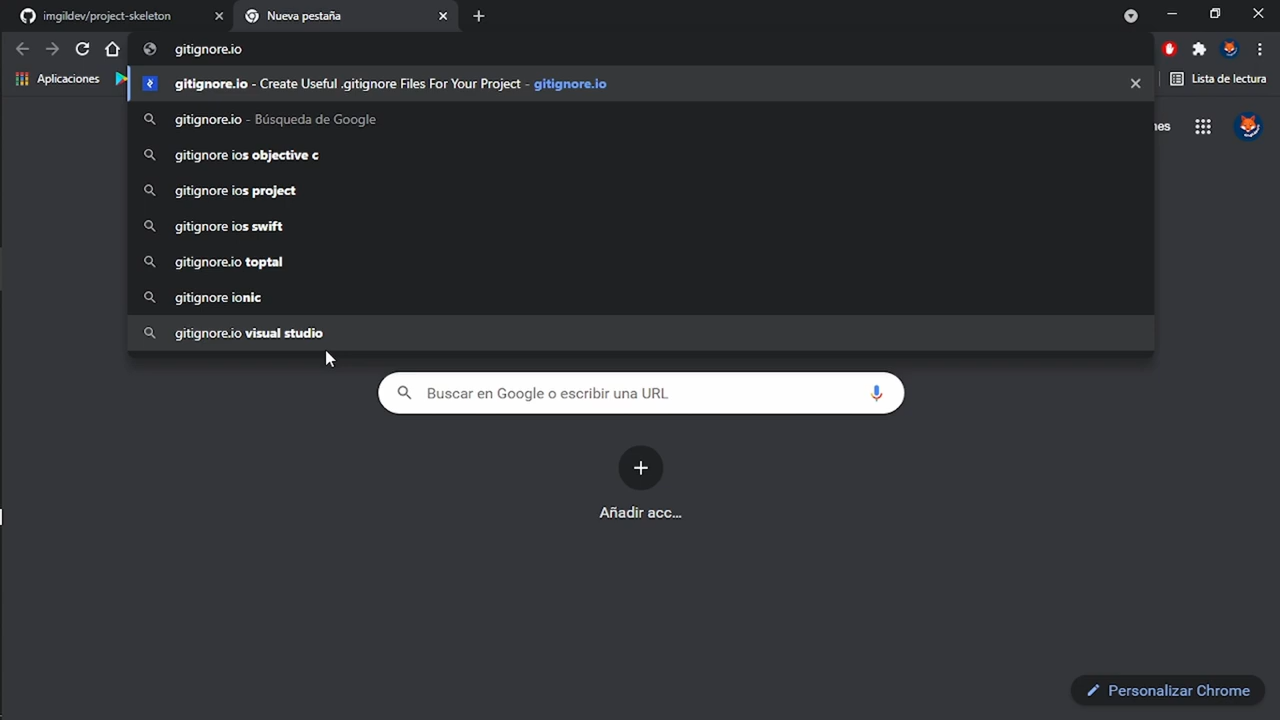 imgildev/project-skeleton
Nueva pestaña
gitignore.io
Aplicaciones
gitignore.io - Create Useful .gitignore Files For Your Project - gitignore.io
Lista de lectura
gitignore.io - Búsqueda de Google
gitignore ios objective c
gitignore ios project
gitignore ios swift
gitignore.io toptal
gitignore ionic
gitignore.io visual studio
Buscar en Google o escribir una URL
Añadir acc...
Personalizar Chrome